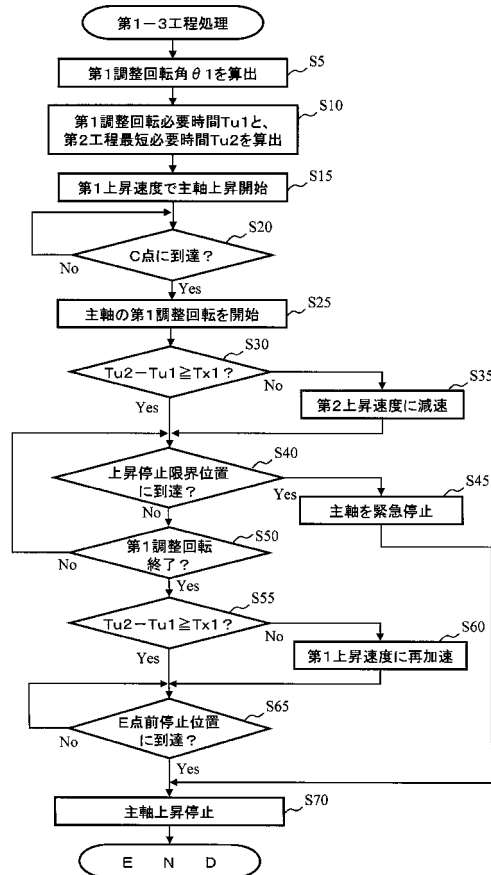 第1−3工程処理
第1調整回転角θ1を算出
S5
第1調整回転必要時間Tu1と、
第2工程最短必要時間Tu2を算出
S10
第1上昇速度で主軸上昇開始
S15
C点に到達?
S20
No
Yes
主軸の第1調整回転を開始
S25
Tu2−Tu1≧Tx1?
S30
No
Yes
第2上昇速度に減速
S35
上昇停止限界位置
に到達?
S40
Yes
No
主軸を緊急停止
S45
第1調整回転
終了?
S50
No
Yes
Tu2−Tu1≧Tx1?
S55
No
Yes
第1上昇速度に再加速
S60
E点前停止位置
に到達?
S65
No
Yes
主軸上昇停止
S70
E N D